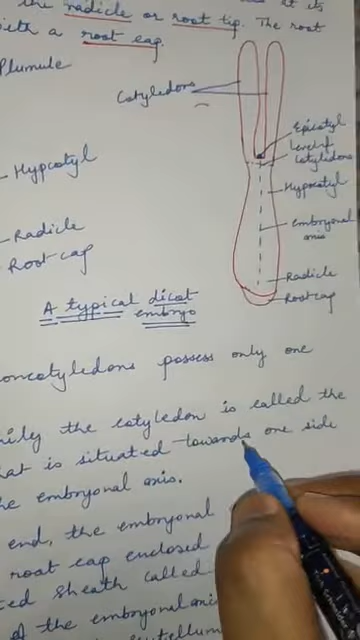 the radicle or root tip. The root
with a root cap.
Plumule
Cotyledons
Epicotyl
Level of
Cotyledons
Hypocotyl
Hypocotyl
embryonal
axis
Radicle
Root cap
Radicle
Root cap
A typical dicot
embryo
possess only one
the cotyledon is called the
that is situated towards one side
the embryonal axis.
end, the embryonal
root cap enclosed
sheath called
of the embryonal axis